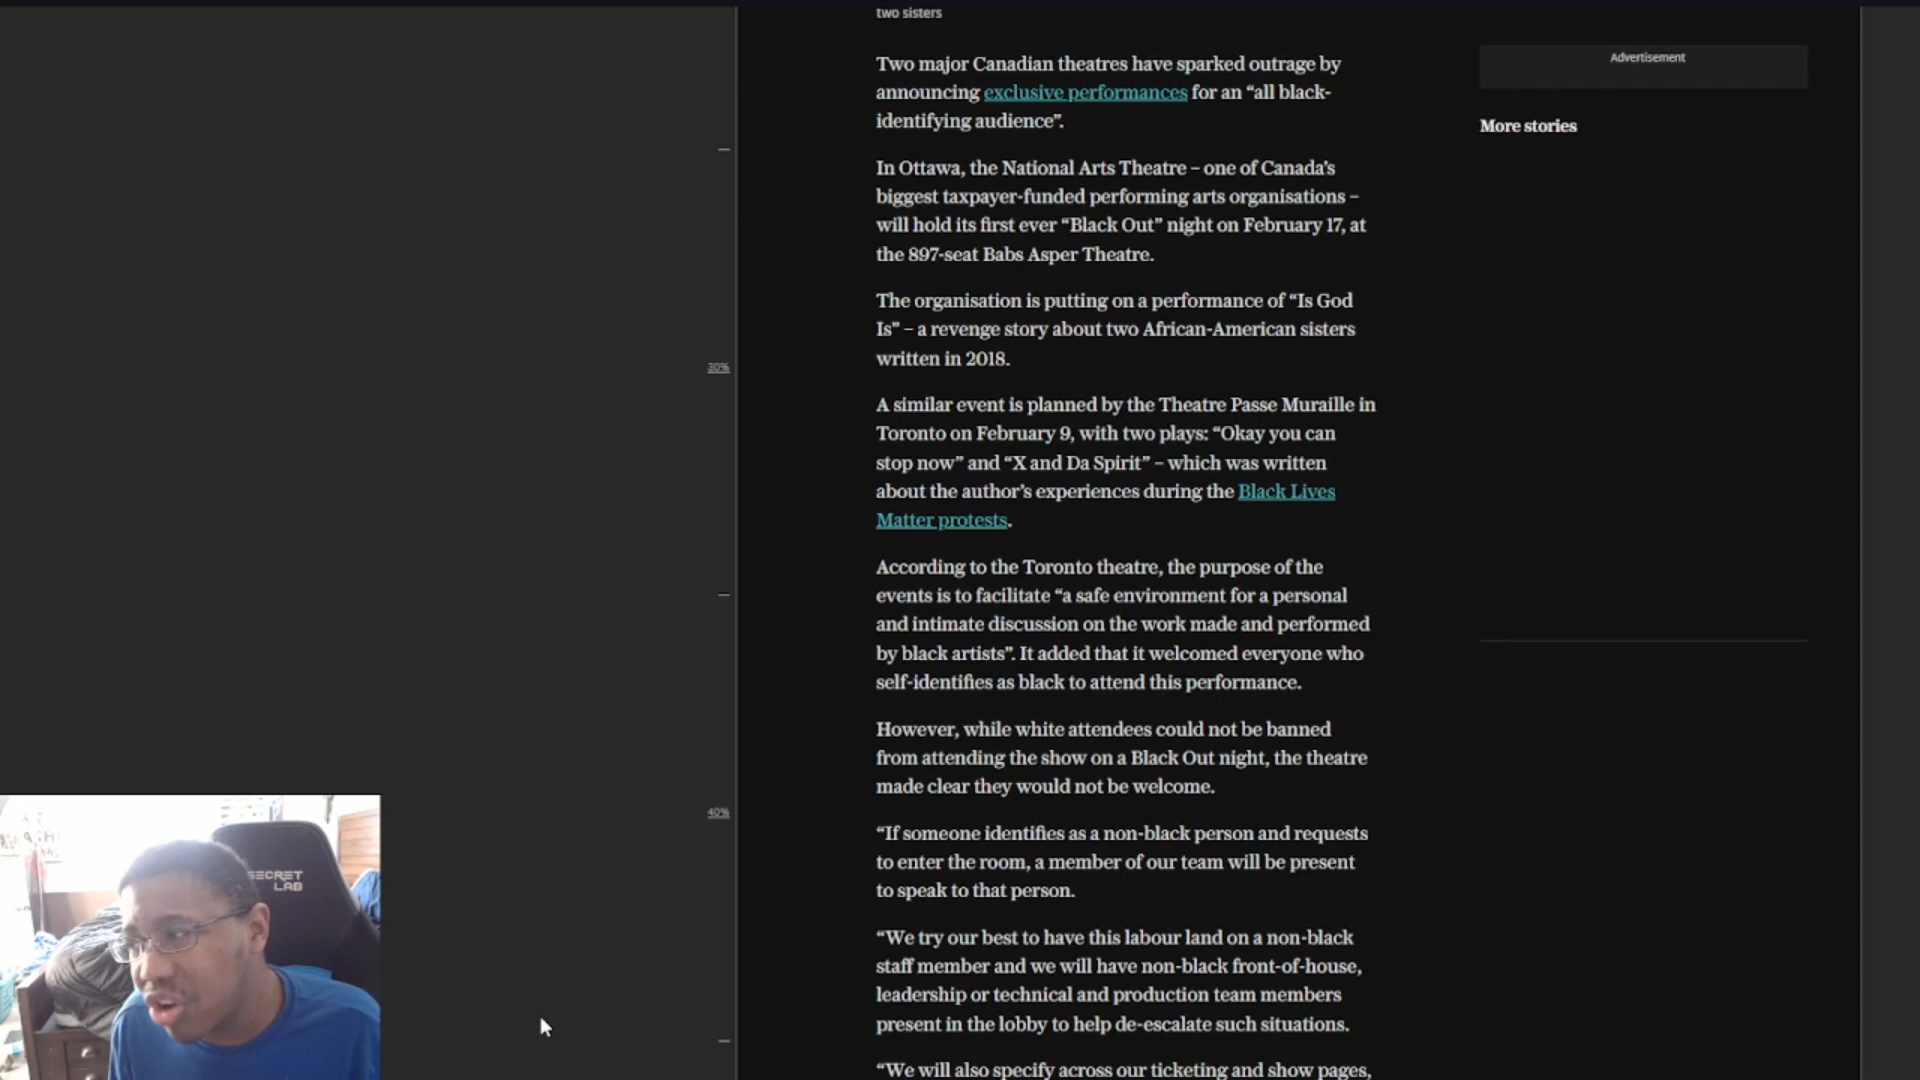 two sisters
Two major Canadian theatres have sparked outrage by
announcing exclusive performances for an “all black-
identifying audience”.
In Ottawa, the National Arts Theatre – one of Canada’s
biggest taxpayer-funded performing arts organisations –
will hold its first ever “Black Out” night on February 17, at
the 897-seat Babs Asper Theatre.
The organisation is putting on a performance of “Is God
Is” – a revenge story about two African-American sisters
written in 2018.
A similar event is planned by the Theatre Passe Muraille in
Toronto on February 9, with two plays: “Okay you can
stop now” and “X and Da Spirit” – which was written
about the author’s experiences during the Black Lives
Matter protests.
According to the Toronto theatre, the purpose of the
events is to facilitate “a safe environment for a personal
and intimate discussion on the work made and performed
by black artists”. It added that it welcomed everyone who
self-identifies as black to attend this performance.
However, while white attendees could not be banned
from attending the show on a Black Out night, the theatre
made clear they would not be welcome.
“If someone identifies as a non-black person and requests
to enter the room, a member of our team will be present
to speak to that person.
“We try our best to have this labour land on a non-black
staff member and we will have non-black front-of-house,
leadership or technical and production team members
present in the lobby to help de-escalate such situations.
“We will also specify across our ticketing and show pages,
Advertisement
More stories
30%
40%
SECRET
LAB